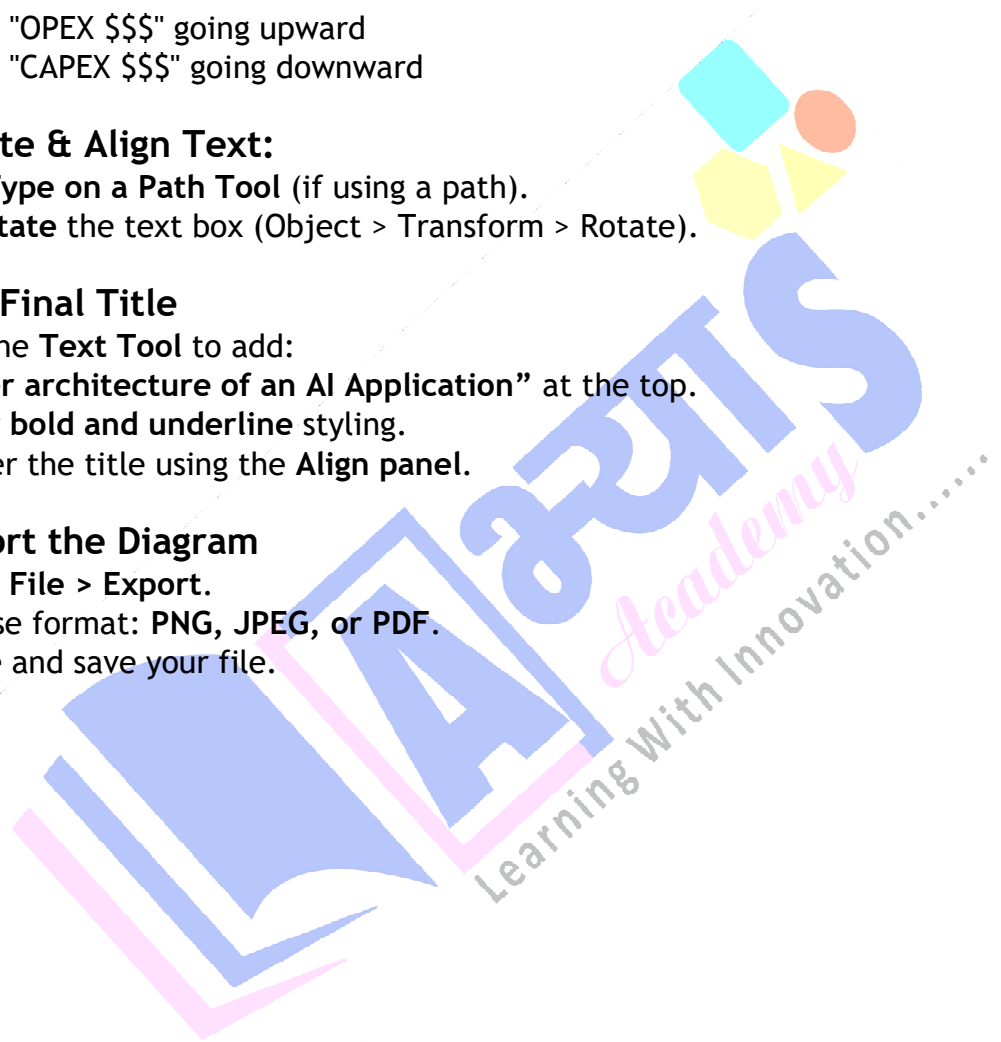 "OPEX $$$" going upward
"CAPEX $$$" going downward
te & Align Text:
ype on a Path Tool (if using a path).
tate the text box (Object > Transform > Rotate).
Final Title
ne Text Tool to add:
r architecture of an AI Application” at the top.
bold and underline styling.
er the title using the Align panel.
ort the Diagram
File > Export.
se format: PNG, JPEG, or PDF.
e and save your file.
Aभ्यास
Academy
Learning With Innovation......